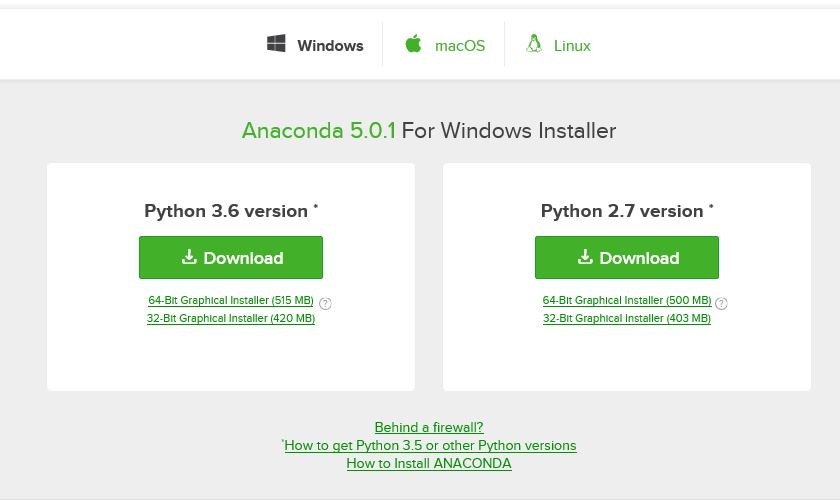 Windows macOS Linux
Anaconda 5.0.1 For Windows Installer
Python 3.6 version *
Download
64-Bit Graphical Installer (515 MB) ?
32-Bit Graphical Installer (420 MB)
Python 2.7 version *
Download
64-Bit Graphical Installer (500 MB) ?
32-Bit Graphical Installer (403 MB)
Behind a firewall?
*How to get Python 3.5 or other Python versions
How to Install ANACONDA